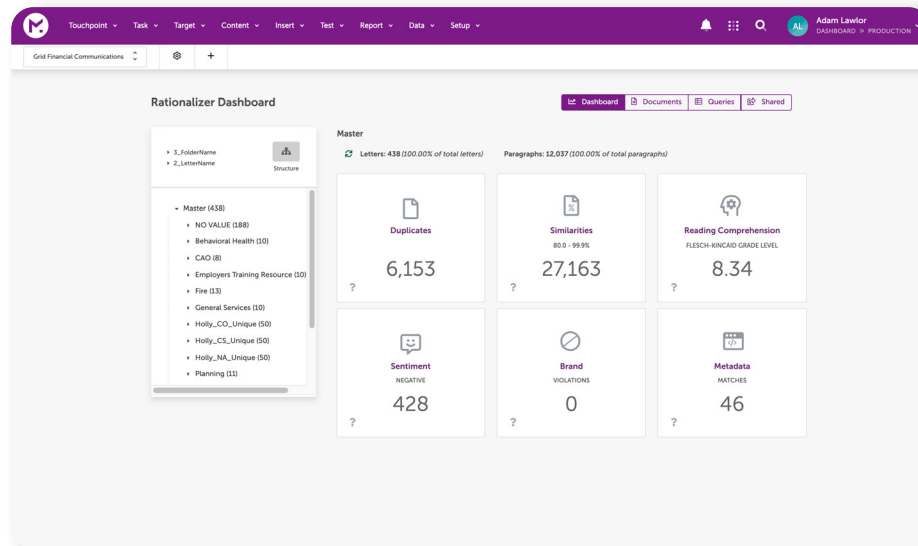 Touchpoint Task Target Content Insert Test Report Data Setup
AL
Adam Lawlor
DASHBOARD > PRODUCTION
Grid Financial Communications
+
Rationalizer Dashboard
Dashboard Documents Queries Shared
3_FolderName
2_LetterName
Structure
Master (438)
NO VALUE (188)
Behavioral Health (10)
CAO (8)
Employers Training Resource (10)
Fire (13)
General Services (10)
Holly_CO_Unique (50)
Holly_CS_Unique (50)
Holly_NA_Unique (50)
Planning (11)
Master
Letters: 438 (100.00% of total letters) Paragraphs: 12,037 (100.00% of total paragraphs)
Duplicates
6,153
?
Similarities
80.0 - 99.9%
27,163
?
Reading Comprehension
FLESCH-KINCAID GRADE LEVEL
8.34
?
Sentiment
NEGATIVE
428
?
Brand
VIOLATIONS
0
?
Metadata
MATCHES
46
?